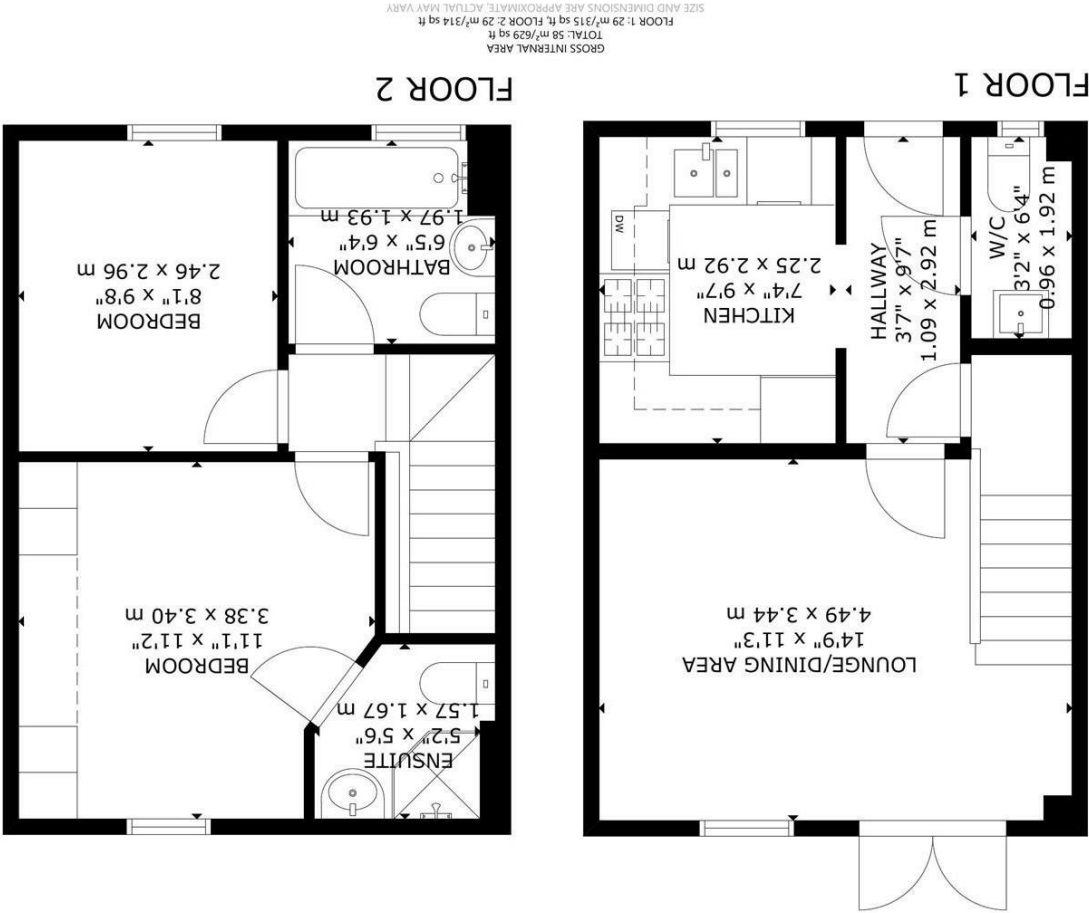 FLOOR 1
LOUNGE/DINING AREA
14'9" x 11'3"
4.49 x 3.44 m
KITCHEN
7'4" x 9'7"
2.25 x 2.92 m
DW
HALLWAY
3'7" x 9'7"
1.09 x 2.92 m
W/C
3'2" x 6'4"
0.96 x 1.92 m
FLOOR 2
ENSUITE
5'2" x 5'6"
1.57 x 1.67 m
BEDROOM
11'1" x 11'2"
3.38 x 3.40 m
BATHROOM
6'5" x 6'4"
1.97 x 1.93 m
BEDROOM
8'1" x 9'8"
2.46 x 2.96 m
GROSS INTERNAL AREA
TOTAL: 58 m²/629 sq ft
FLOOR 1: 29 m²/315 sq ft, FLOOR 2: 29 m²/314 sq ft
SIZE AND DIMENSIONS ARE APPROXIMATE, ACTUAL MAY VARY